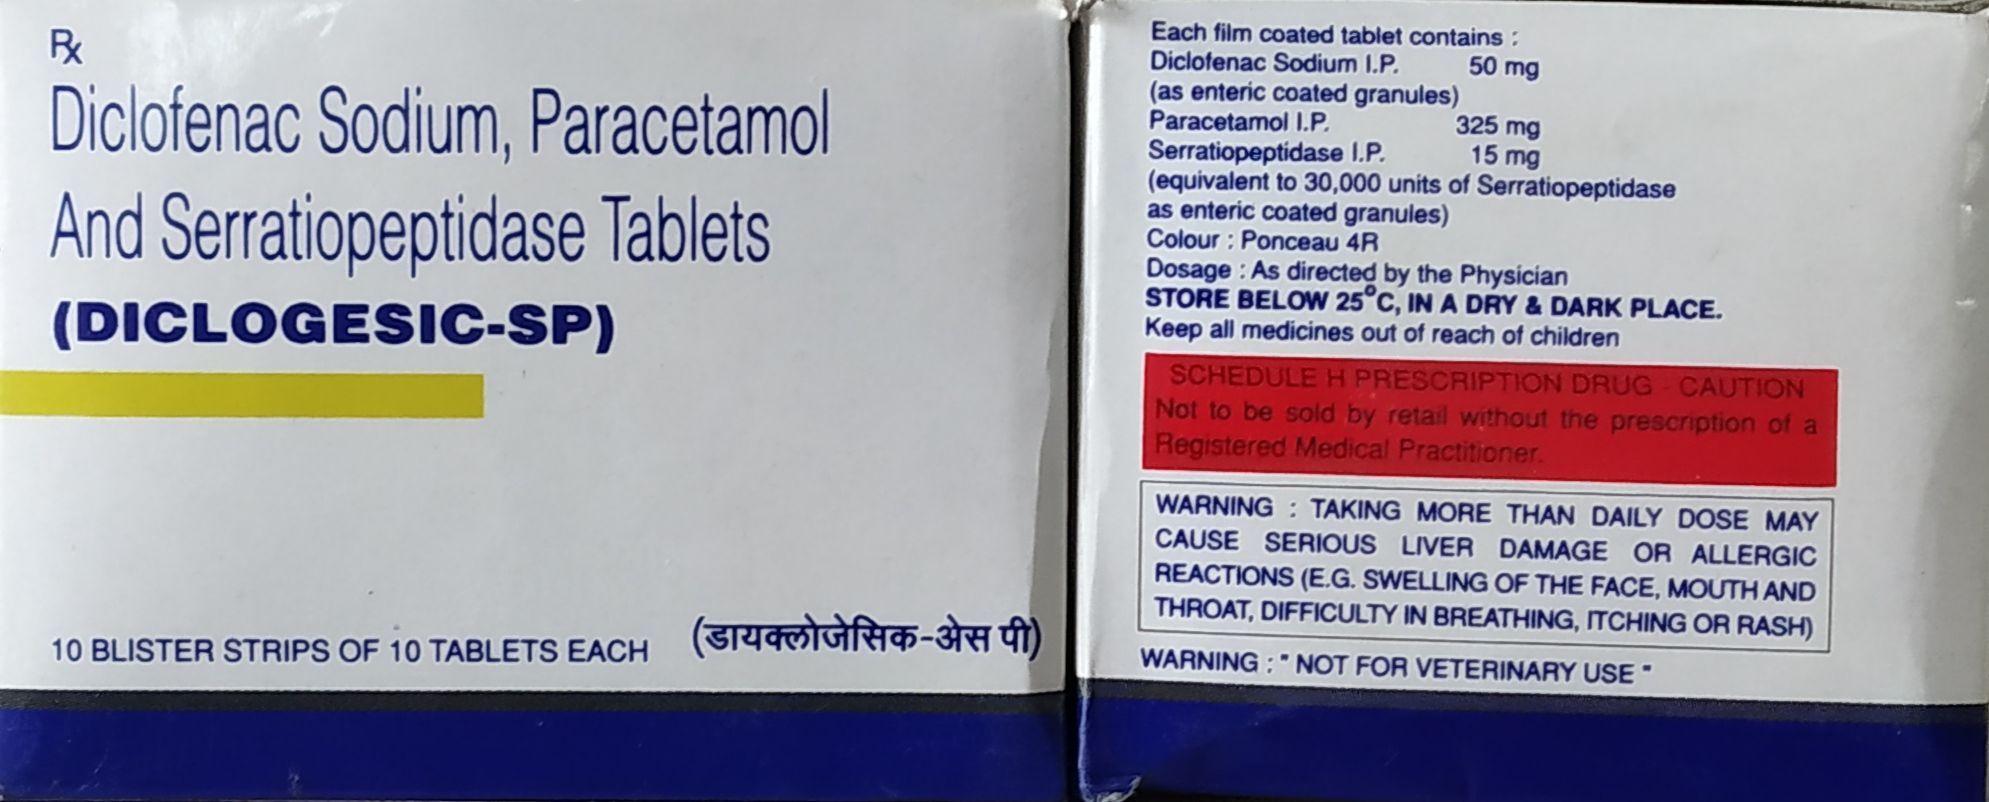 Rx
Diclofenac Sodium, Paracetamol
And Serratiopeptidase Tablets
(DICLOGESIC-SP)
10 BLISTER STRIPS OF 10 TABLETS EACH
(डायक्लोजेसिक-अेस पी)
Each film coated tablet contains :
Diclofenac Sodium I.P. 50 mg
(as enteric coated granules)
Paracetamol I.P. 325 mg
Serratiopeptidase I.P. 15 mg
(equivalent to 30,000 units of Serratiopeptidase
as enteric coated granules)
Colour : Ponceau 4R
Dosage : As directed by the Physician
STORE BELOW 25°C, IN A DRY & DARK PLACE.
Keep all medicines out of reach of children
SCHEDULE H PRESCRIPTION DRUG - CAUTION
Not to be sold by retail without the prescription of a
Registered Medical Practitioner.
WARNING : TAKING MORE THAN DAILY DOSE MAY
CAUSE SERIOUS LIVER DAMAGE OR ALLERGIC
REACTIONS (E.G. SWELLING OF THE FACE, MOUTH AND
THROAT, DIFFICULTY IN BREATHING, ITCHING OR RASH)
WARNING : " NOT FOR VETERINARY USE "